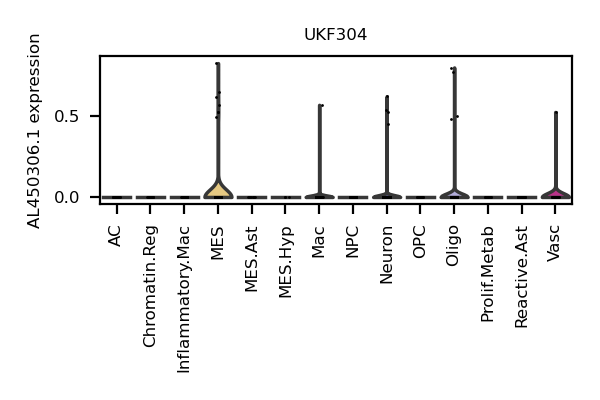 UKF304
AL450306.1 expression
0.5
0.0
AC
Chromatin.Reg
Inflammatory.Mac
MES
MES.Ast
MES.Hyp
Mac
NPC
Neuron
OPC
Oligo
Prolif.Metab
Reactive.Ast
Vasc